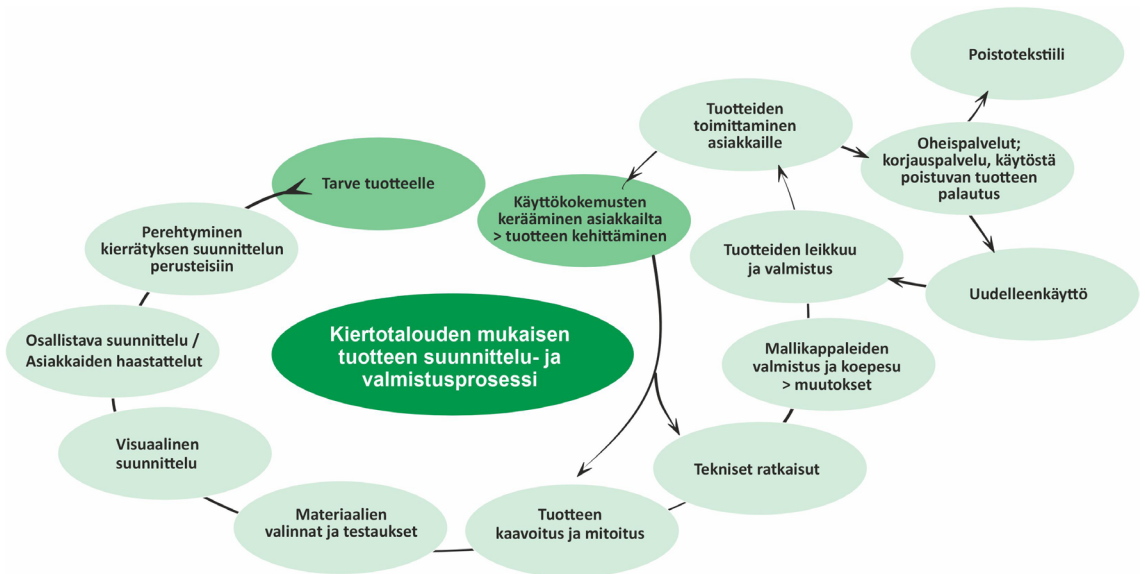 Kiertotalouden mukaisen
tuotteen suunnittelu- ja
valmistusprosessi
Tarve tuotteelle
Perehtyminen
kierrätyksen suunnittelun
perusteisiin
Osallistava suunnittelu /
Asiakkaiden haastattelut
Visuaalinen
suunnittelu
Materiaalien
valinnat ja testaukset
Tuotteen
kaavoitus ja mitoitus
Tekniset ratkaisut
Mallikappaleiden
valmistus ja koepesu
> muutokset
Tuotteiden leikkuu
ja valmistus
Tuotteiden
toimittaminen
asiakkaille
Käyttökokemusten
kerääminen asiakkailta
> tuotteen kehittäminen
Oheispalvelut;
korjauspalvelu, käytöstä
poistuvan tuotteen
palautus
Poistotekstiili
Uudelleenkäyttö